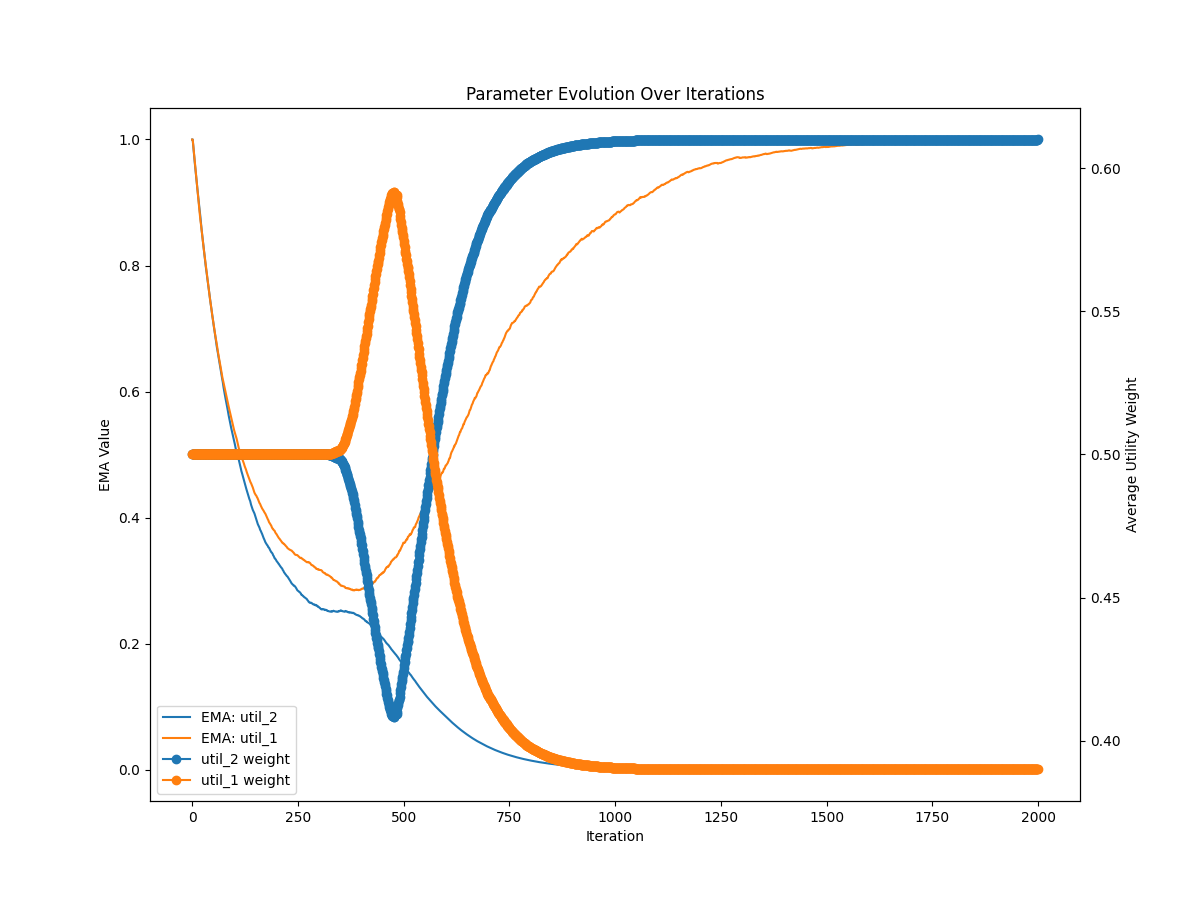 Parameter Evolution Over Iterations
1.0
0.8
0.6
0.4
0.2
0.0
EMA Value
0.60
0.55
0.50
0.45
0.40
Average Utility Weight
EMA: util_2
EMA: util_1
util_2 weight
util_1 weight
0 250 500 750 1000 1250 1500 1750 2000
Iteration